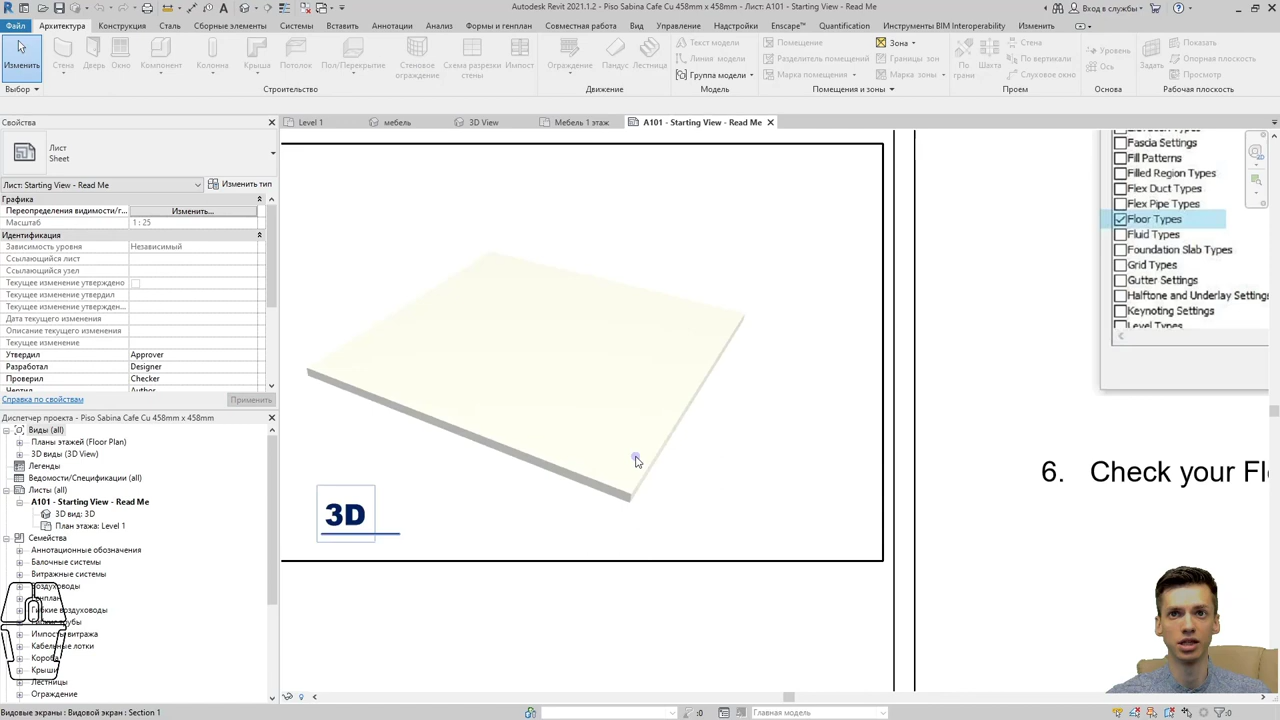 Autodesk Revit 2021.1.2 - Piso Sabina Cafe Cu 458mm x 458mm - Лист: A101 - Starting View - Read Me
Вход в службы
Файл Архитектура Конструкция Сталь Сборные элементы Системы Вставить Аннотации Анализ Формы и генплан Совместная работа Вид Управление Надстройки Enscape™ Quantification Инструменты BIM Interoperability Изменить
Изменить Стена Дверь Окно Компонент Колонна Крыша Потолок Пол/Перекрытие Стеновое ограждение Схема разрезки стены Импост Ограждение Пандус Лестница
Текст модели
Линия модели
Группа модели
Помещение
Разделитель помещений
Марка помещения
Зона
Границы зон
Марка зоны
По грани
Шахта
Стена
По вертикали
Слуховое окно
Уровень
Ось
Задать
Показать
Опорная плоскость
Просмотр
Выбор Строительство Движение Модель Помещения и зоны Проем Основа Рабочая плоскость
Level 1 мебель 3D View Мебель 1 этаж A101 - Starting View - Read Me
Свойства
Лист
Sheet
Лист: Starting View - Read Me Изменить тип
Графика
Переопределения видимости/г... Изменить...
Масштаб 1 : 25
Идентификация
Зависимость уровня Независимый
Ссылающийся лист
Ссылающийся узел
Текущее изменение утверждено
Текущее изменение утвердил
Текущее изменение утвержден...
Дата текущего изменения
Описание текущего изменения
Текущее изменение
Утвердил Approver
Разработал Designer
Проверил Checker
Чертил Author
Справка по свойствам Применить
Диспетчер проекта - Piso Sabina Cafe Cu 458mm x 458mm
Виды (all)
Планы этажей (Floor Plan)
3D виды (3D View)
Легенды
Ведомости/Спецификации (all)
Листы (all)
A101 - Starting View - Read Me
3D вид: 3D
План этажа: Level 1
Семейства
Аннотационные обозначения
Балочные системы
Витражные системы
Гибкие воздуховоды
Кабельные лотки
Ограждение
3D
Elevation Types
Fascia Settings
Fill Patterns
Filled Region Types
Flex Duct Types
Flex Pipe Types
Floor Types
Fluid Types
Foundation Slab Types
Grid Types
Gutter Settings
Halftone and Underlay Settings
Keynoting Settings
Level Types
6. Check your Fl
Видовые экраны : Видовой экран : Section 1
:0
Главная модель
:0